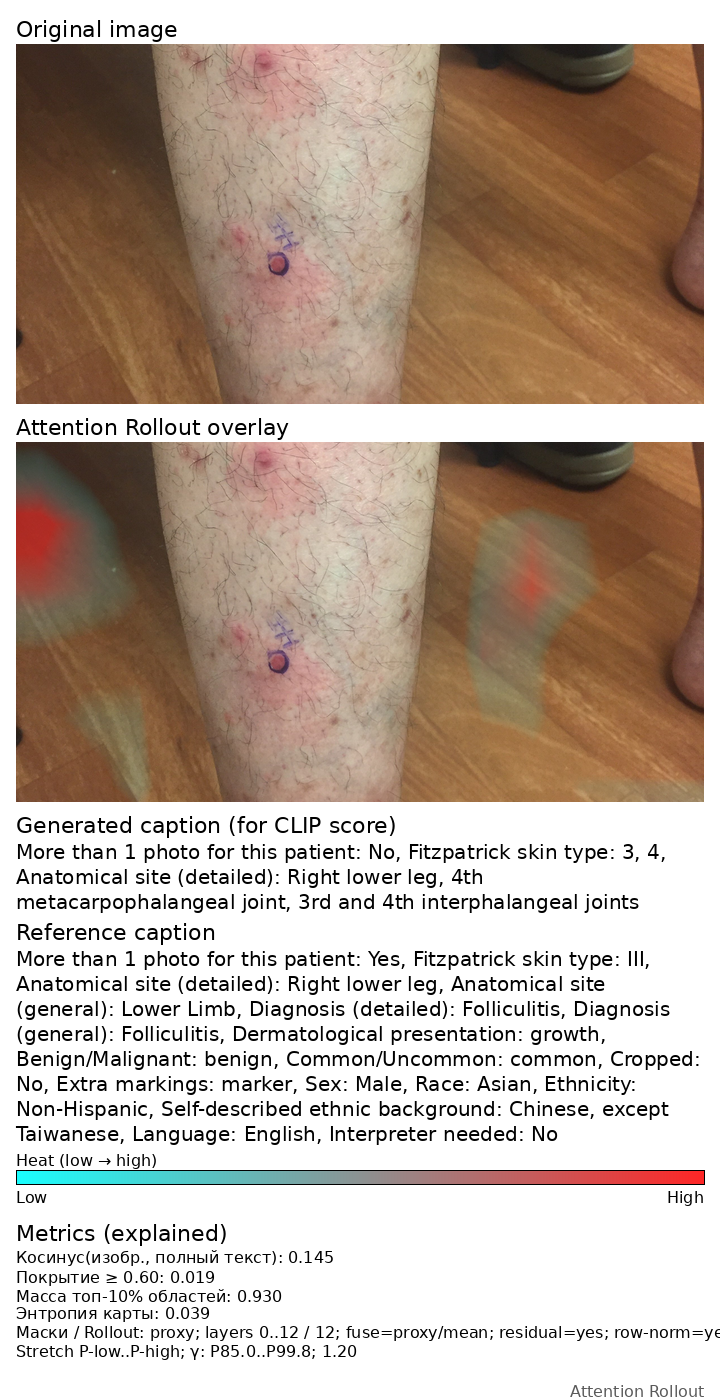 Original image
Attention Rollout overlay
Generated caption (for CLIP score)
More than 1 photo for this patient: No, Fitzpatrick skin type: 3, 4,
Anatomical site (detailed): Right lower leg, 4th
metacarpophalangeal joint, 3rd and 4th interphalangeal joints
Reference caption
More than 1 photo for this patient: Yes, Fitzpatrick skin type: III,
Anatomical site (detailed): Right lower leg, Anatomical site
(general): Lower Limb, Diagnosis (detailed): Folliculitis, Diagnosis
(general): Folliculitis, Dermatological presentation: growth,
Benign/Malignant: benign, Common/Uncommon: common, Cropped:
No, Extra markings: marker, Sex: Male, Race: Asian, Ethnicity:
Non-Hispanic, Self-described ethnic background: Chinese, except
Taiwanese, Language: English, Interpreter needed: No
Heat (low → high)
Low High
Metrics (explained)
Косинус(изобр., полный текст): 0.145
Покрытие ≥ 0.60: 0.019
Масса топ-10% областей: 0.930
Энтропия карты: 0.039
Маски / Rollout: proxy; layers 0..12 / 12; fuse=proxy/mean; residual=yes; row-norm=ye
Stretch P-low..P-high; γ: P85.0..P99.8; 1.20
Attention Rollout